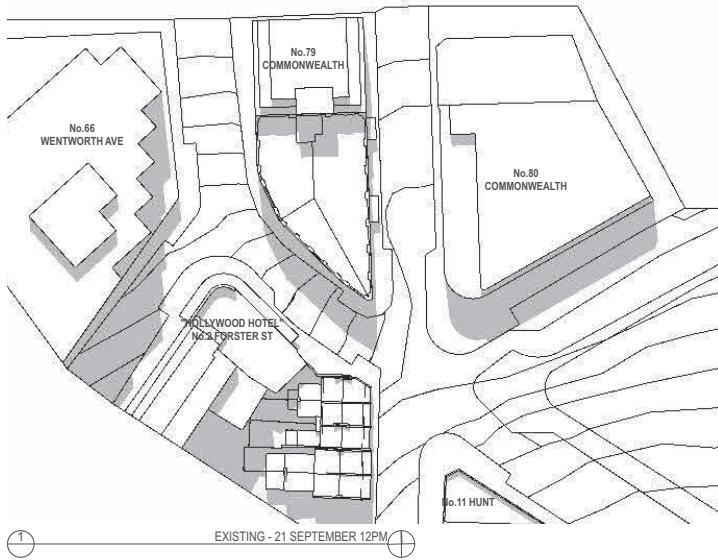 No.79
COMMONWEALTH
No.66
WENTWORTH AVE
No.80
COMMONWEALTH
"HOLLYWOOD HOTEL"
No.2 FORSTER ST
No.11 HUNT
1
EXISTING - 21 SEPTEMBER 12PM